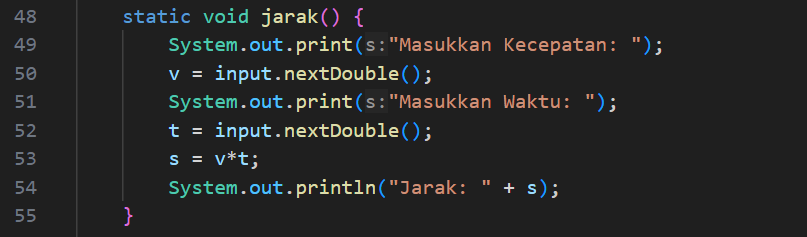 48 static void jarak() {
49 System.out.print(s:"Masukkan Kecepatan: ");
50 v = input.nextDouble();
51 System.out.print(s:"Masukkan Waktu: ");
52 t = input.nextDouble();
53 s = v*t;
54 System.out.println("Jarak: " + s);
55 }